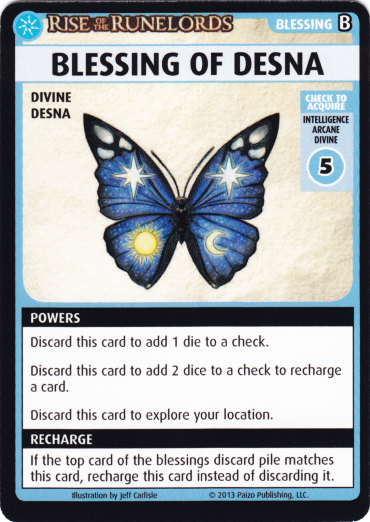 RISE OF THE RUNELORDS
BLESSING B
BLESSING OF DESNA
DIVINE
DESNA
CHECK TO
ACQUIRE
INTELLIGENCE
ARCANE
DIVINE
5
POWERS
Discard this card to add 1 die to a check.
Discard this card to add 2 dice to a check to recharge
a card.
Discard this card to explore your location.
RECHARGE
If the top card of the blessings discard pile matches
this card, recharge this card instead of discarding it.
Illustration by Jeff Carlisle © 2013 Paizo Publishing, LLC.